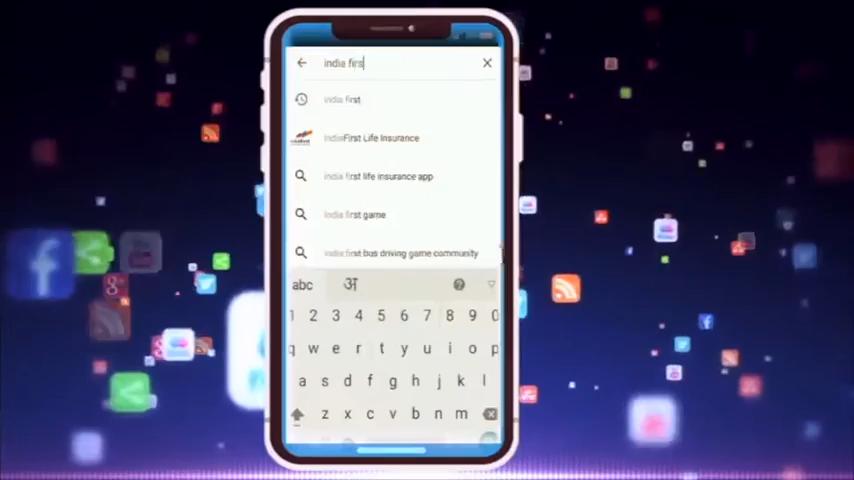 india firs
india first
IndiaFirst Life Insurance
india first life insurance app
india first game
india first bus driving game community
abc अ
1 2 3 4 5 6 7 8 9 0
q w e r t y u i o p
a s d f g h j k l
z x c v b n m